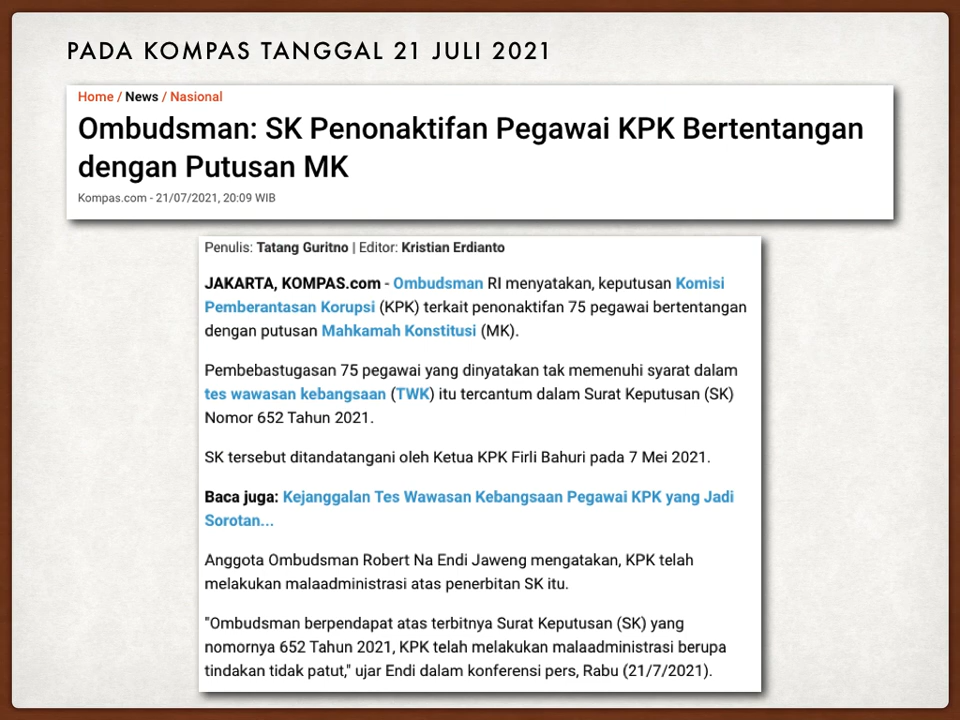 PADA KOMPAS TANGGAL 21 JULI 2021
Home / News / Nasional
Ombudsman: SK Penonaktifan Pegawai KPK Bertentangan
dengan Putusan MK
Kompas.com - 21/07/2021, 20:09 WIB
Penulis: Tatang Guritno | Editor: Kristian Erdianto
JAKARTA, KOMPAS.com - Ombudsman RI menyatakan, keputusan Komisi
Pemberantasan Korupsi (KPK) terkait penonaktifan 75 pegawai bertentangan
dengan putusan Mahkamah Konstitusi (MK).
Pembebastugasan 75 pegawai yang dinyatakan tak memenuhi syarat dalam
tes wawasan kebangsaan (TWK) itu tercantum dalam Surat Keputusan (SK)
Nomor 652 Tahun 2021.
SK tersebut ditandatangani oleh Ketua KPK Firli Bahuri pada 7 Mei 2021.
Baca juga: Kejanggalan Tes Wawasan Kebangsaan Pegawai KPK yang Jadi
Sorotan...
Anggota Ombudsman Robert Na Endi Jaweng mengatakan, KPK telah
melakukan malaadministrasi atas penerbitan SK itu.
"Ombudsman berpendapat atas terbitnya Surat Keputusan (SK) yang
nomornya 652 Tahun 2021, KPK telah melakukan malaadministrasi berupa
tindakan tidak patut," ujar Endi dalam konferensi pers, Rabu (21/7/2021).